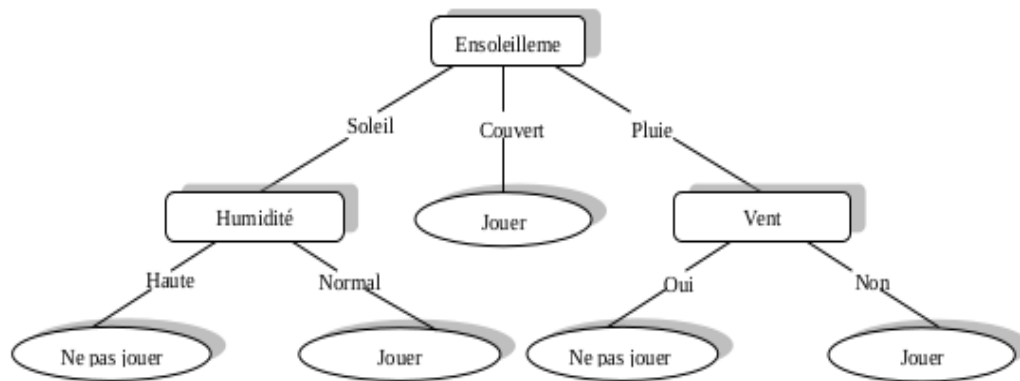 Ensoleilleme
Soleil
Couvert
Pluie
Humidité
Jouer
Vent
Haute
Normal
Oui
Non
Ne pas jouer
Jouer
Ne pas jouer
Jouer